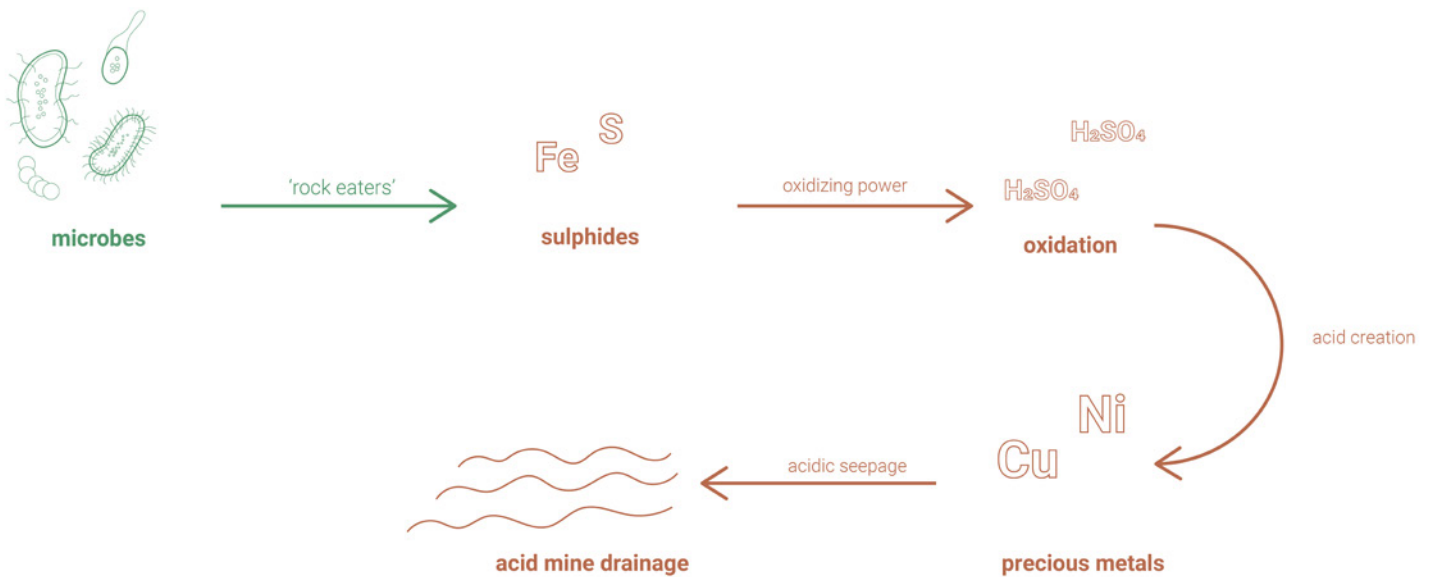 H₂SO₄
S
Fe
'rock eaters'
oxidizing power
H₂SO₄
microbes
sulphides
oxidation
acid creation
Ni
Cu
acidic seepage
acid mine drainage
precious metals